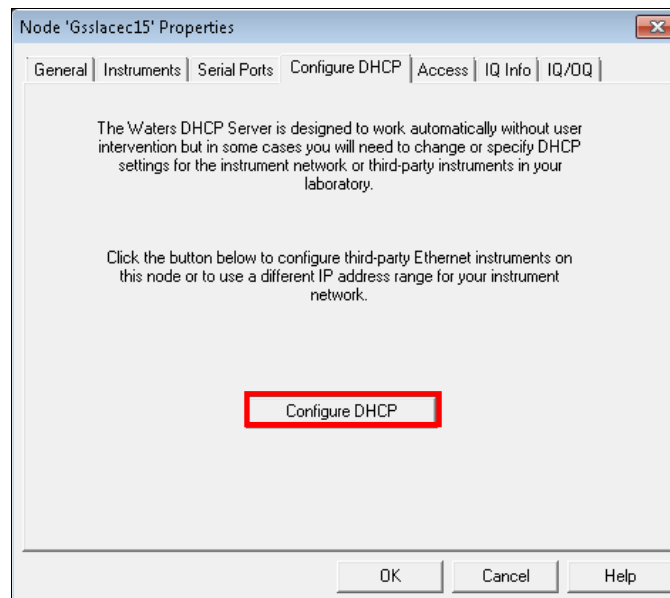 Node 'Gsslacec15' Properties
General
Instruments
Serial Ports
Configure DHCP
Access
IQ Info
IQ/OQ
The Waters DHCP Server is designed to work automatically without user
intervention but in some cases you will need to change or specify DHCP
settings for the instrument network or third-party instruments in your
laboratory.
Click the button below to configure third-party Ethernet instruments on
this node or to use a different IP address range for your instrument
network.
Configure DHCP
OK
Cancel
Help